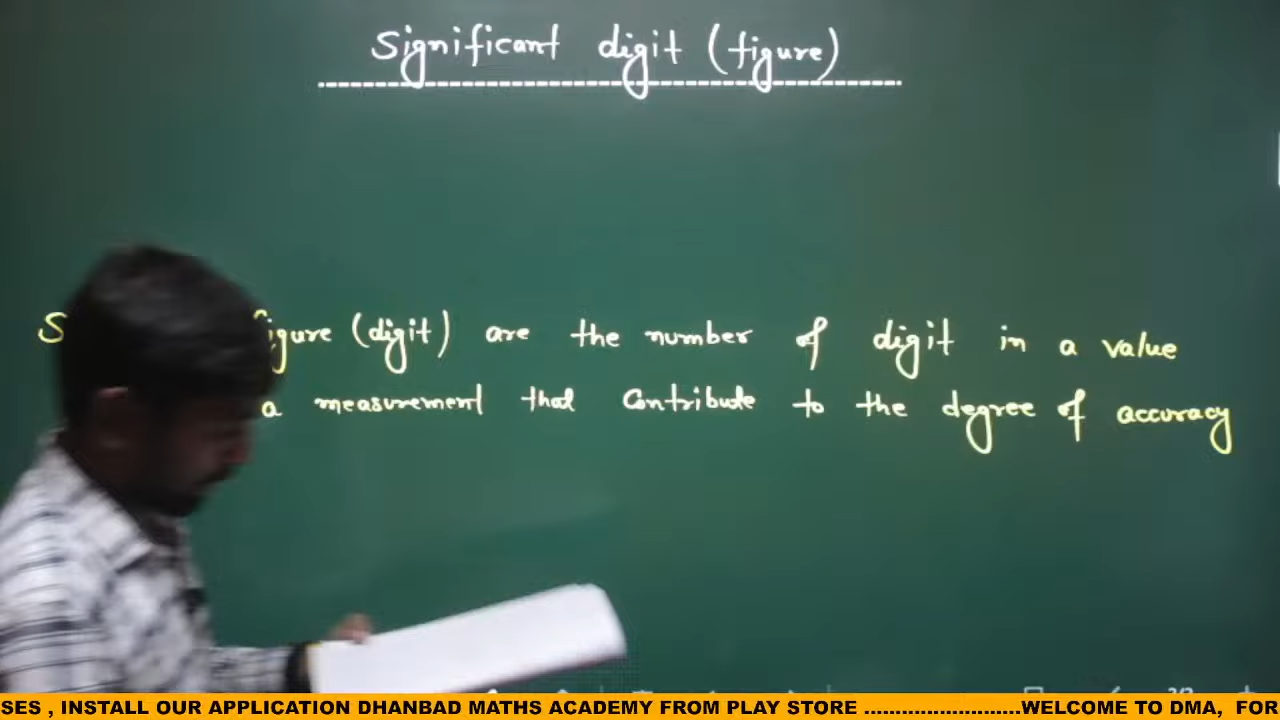 Significant digit (figure)
figure (digit) are the number of digit in a value
a measurement that contribute to the degree of accuracy
SES , INSTALL OUR APPLICATION DHANBAD MATHS ACADEMY FROM PLAY STORE ........................WELCOME TO DMA, FOR